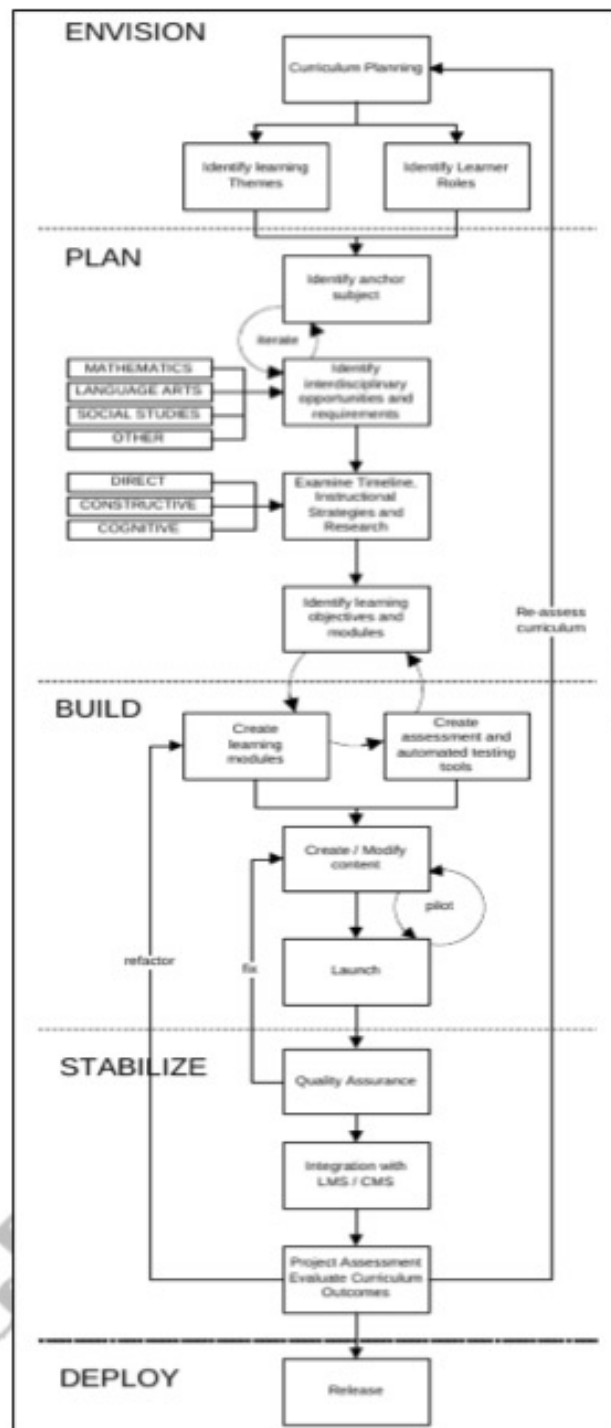 ENVISION
Curriculum Planning
Identify learning
Themes
Identify Learner
Roles
PLAN
Identify anchor
subject
iterate
MATHEMATICS
LANGUAGE ARTS
SOCIAL STUDIES
OTHER
Identify
interdisciplinary
opportunities and
requirements
DIRECT
CONSTRUCTIVE
COGNITIVE
Examine Timeline,
Instructional
Strategies and
Research
Identify learning
objectives and
modules
Re-assess
curriculum
BUILD
Create
learning
modules
Create
assessment and
automated testing
tools
Create / Modify
content
pilot
refactor
fix
Launch
STABILIZE
Quality Assurance
Integration with
LMS / CMS
Project Assessment
Evaluate Curriculum
Outcomes
DEPLOY
Release